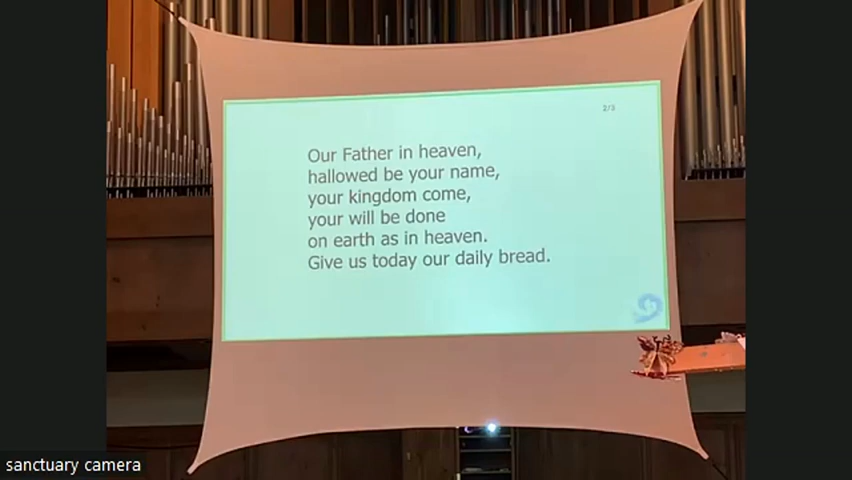 2/3
Our Father in heaven,
hallowed be your name,
your kingdom come,
your will be done
on earth as in heaven.
Give us today our daily bread.
sanctuary camera